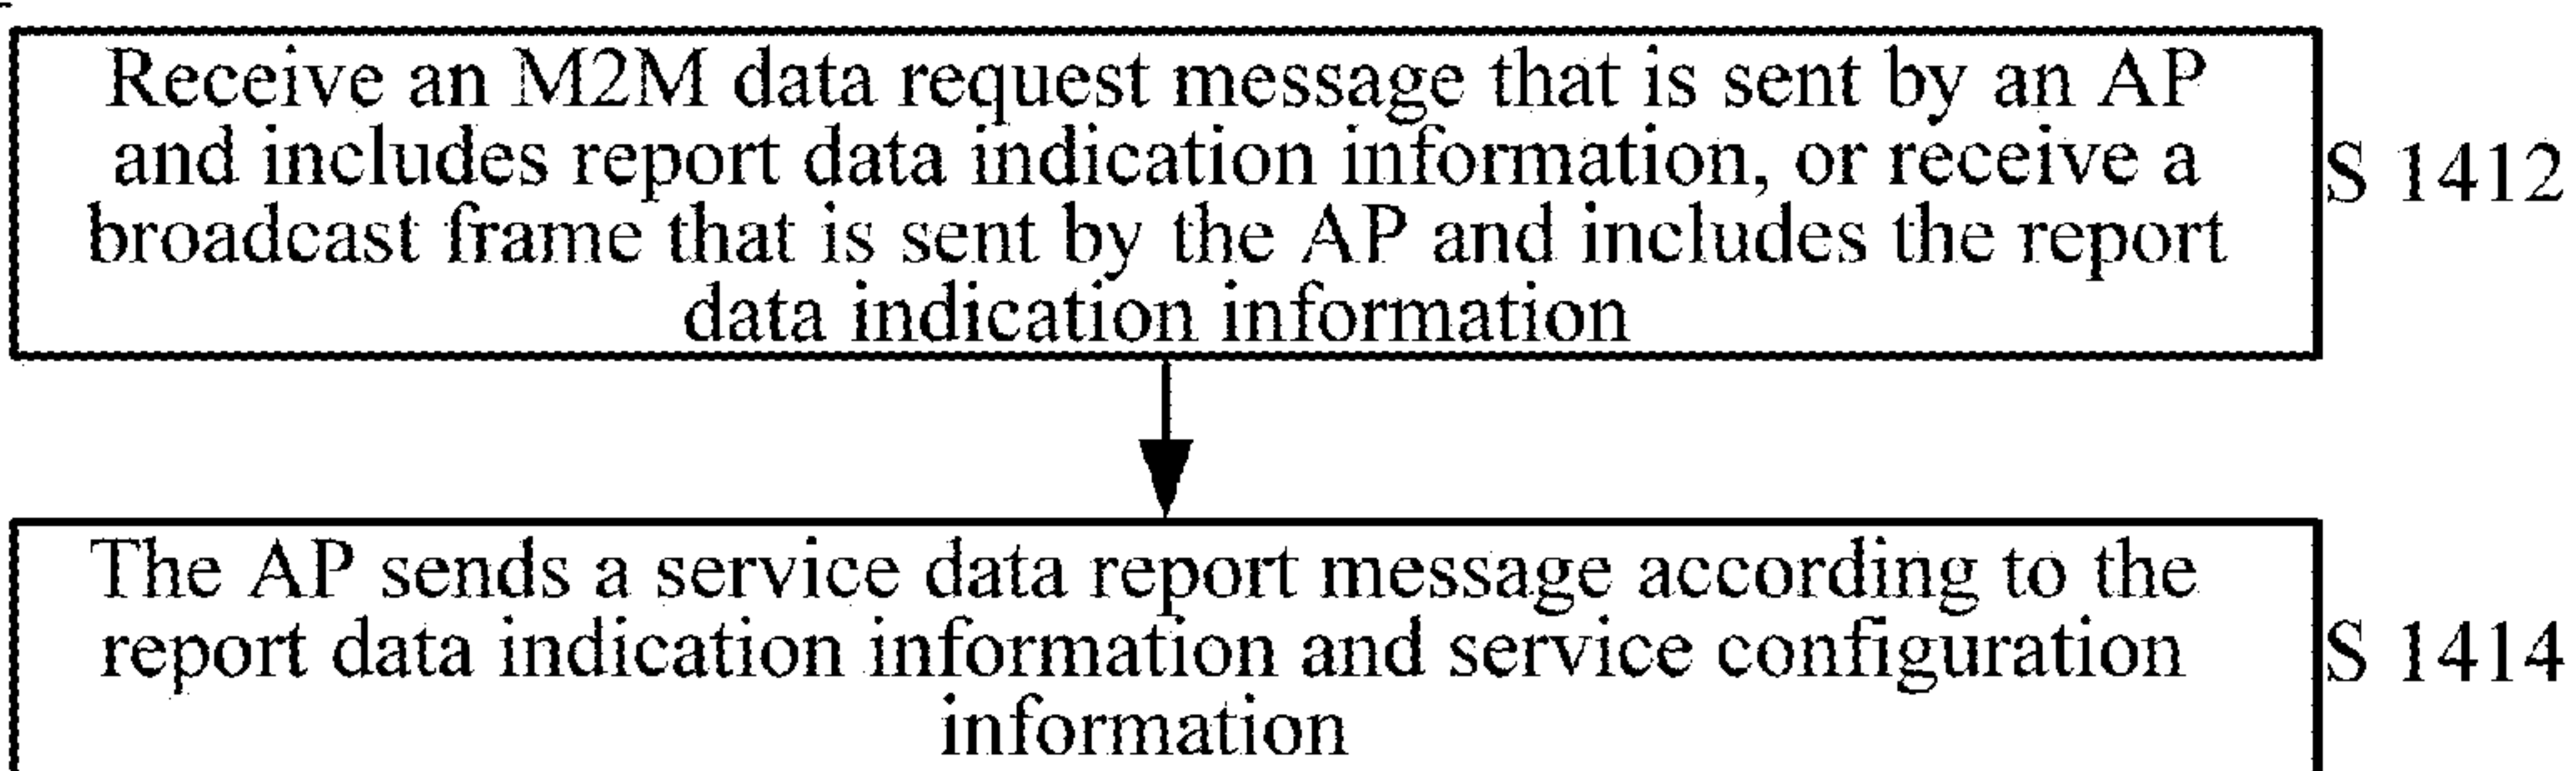 Receive an M2M data request message that is sent by an AP
and includes report data indication information, or receive a
broadcast frame that is sent by the AP and includes the report
data indication information
S 1412
The AP sends a service data report message according to the
report data indication information and service configuration
information
S 1414